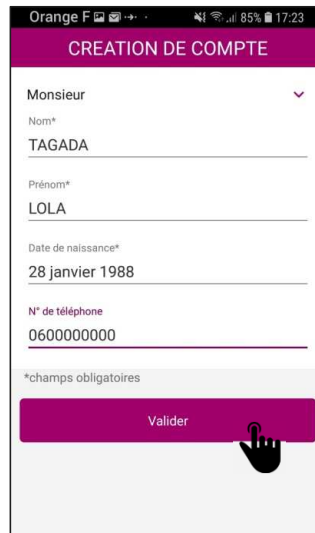 Orange F 85% 17:23
CREATION DE COMPTE
Monsieur
Nom*
TAGADA
Prénom*
LOLA
Date de naissance*
28 janvier 1988
N° de téléphone
0600000000
*champs obligatoires
Valider